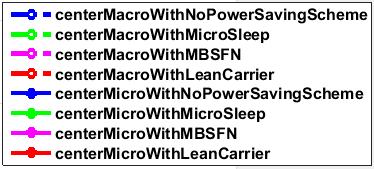 centerMacroWithNoPowerSavingScheme
centerMacroWithMicroSleep
centerMacroWithMBSFN
centerMacroWithLeanCarrier
centerMicroWithNoPowerSavingScheme
centerMicroWithMicroSleep
centerMicroWithMBSFN
centerMicroWithLeanCarrier